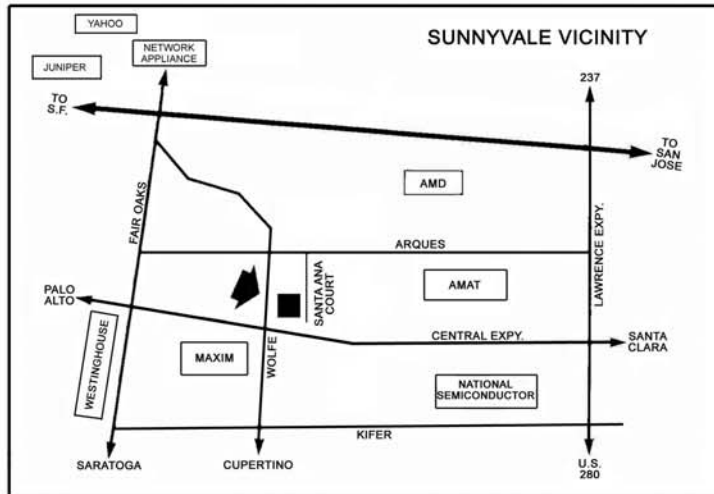 YAHOO
SUNNYVALE VICINITY
NETWORK
APPLIANCE
JUNIPER
237
TO
S.F.
TO
SAN
JOSE
AMD
FAIR OAKS
LAWRENCE EXPY.
ARQUES
SANTA ANA
COURT
PALO
ALTO
AMAT
CENTRAL EXPY.
SANTA
CLARA
WESTINGHOUSE
MAXIM
WOLFE
NATIONAL
SEMICONDUCTOR
KIFER
SARATOGA
CUPERTINO
U.S.
280